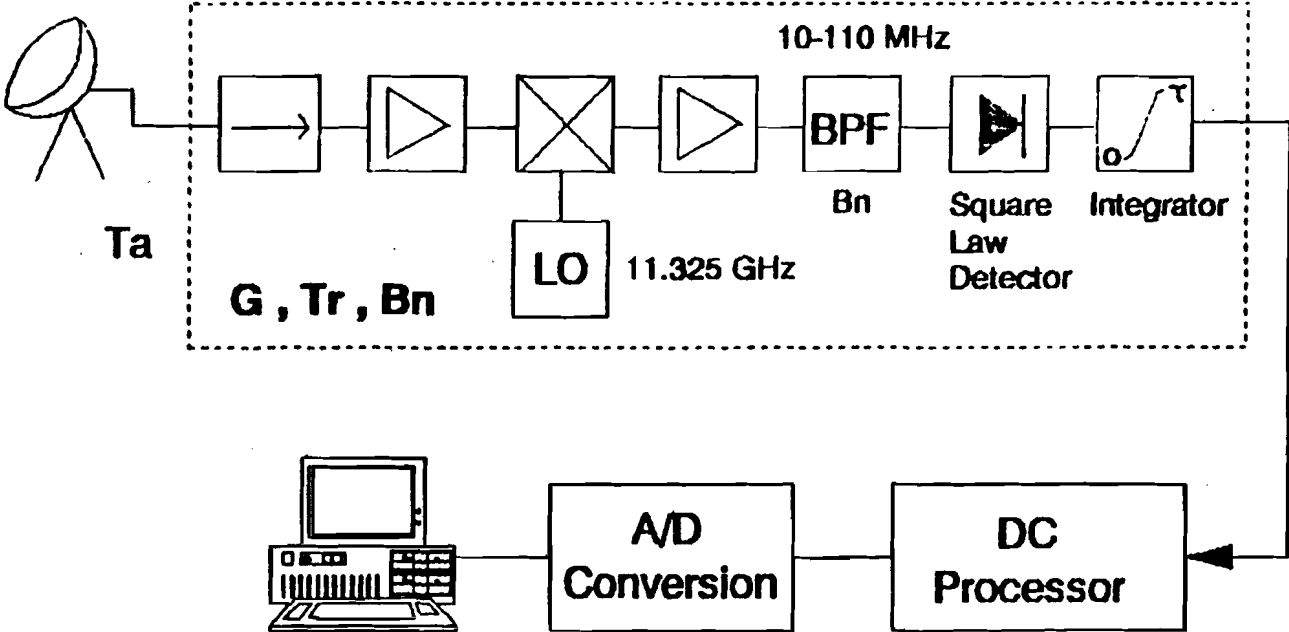 10-110 MHz
BPF
τ
o
Bn
Square
Law
Detector
Integrator
Ta
LO
11.325 GHz
G , Tr , Bn
A/D
Conversion
DC
Processor